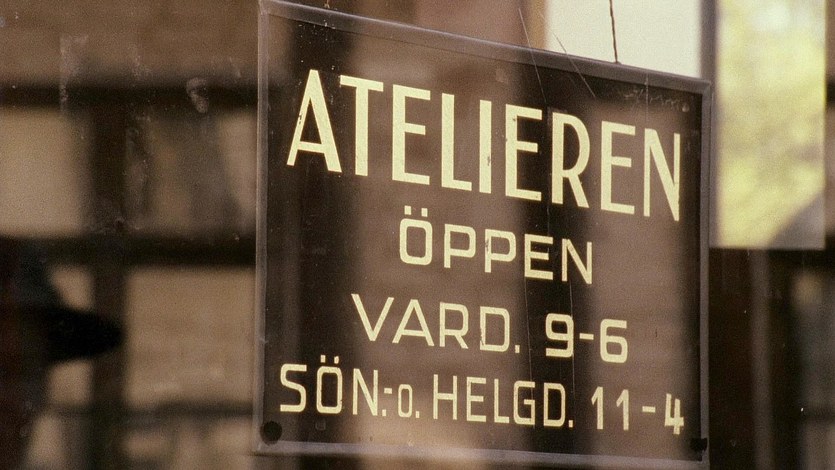 ATELIEREN
ÖPPEN
VARD. 9-6
SÖN.- o. HELGD. 11-4